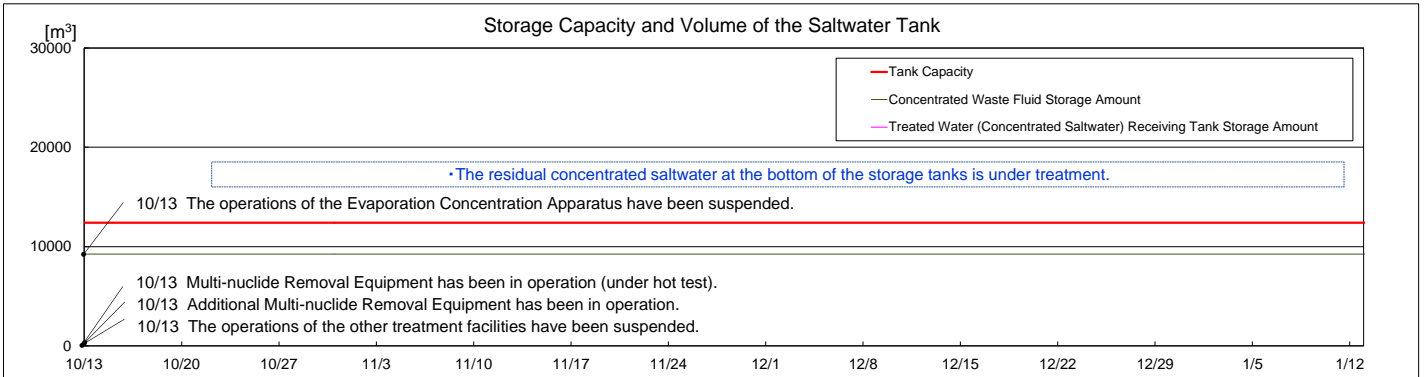 Storage Capacity and Volume of the Saltwater Tank
[m³]
30000
Tank Capacity
Concentrated Waste Fluid Storage Amount
Treated Water (Concentrated Saltwater) Receiving Tank Storage Amount
20000
・The residual concentrated saltwater at the bottom of the storage tanks is under treatment.
10/13 The operations of the Evaporation Concentration Apparatus have been suspended.
10000
10/13 Multi-nuclide Removal Equipment has been in operation (under hot test).
10/13 Additional Multi-nuclide Removal Equipment has been in operation.
10/13 The operations of the other treatment facilities have been suspended.
0
10/13 10/20 10/27 11/3 11/10 11/17 11/24 12/1 12/8 12/15 12/22 12/29 1/5 1/12